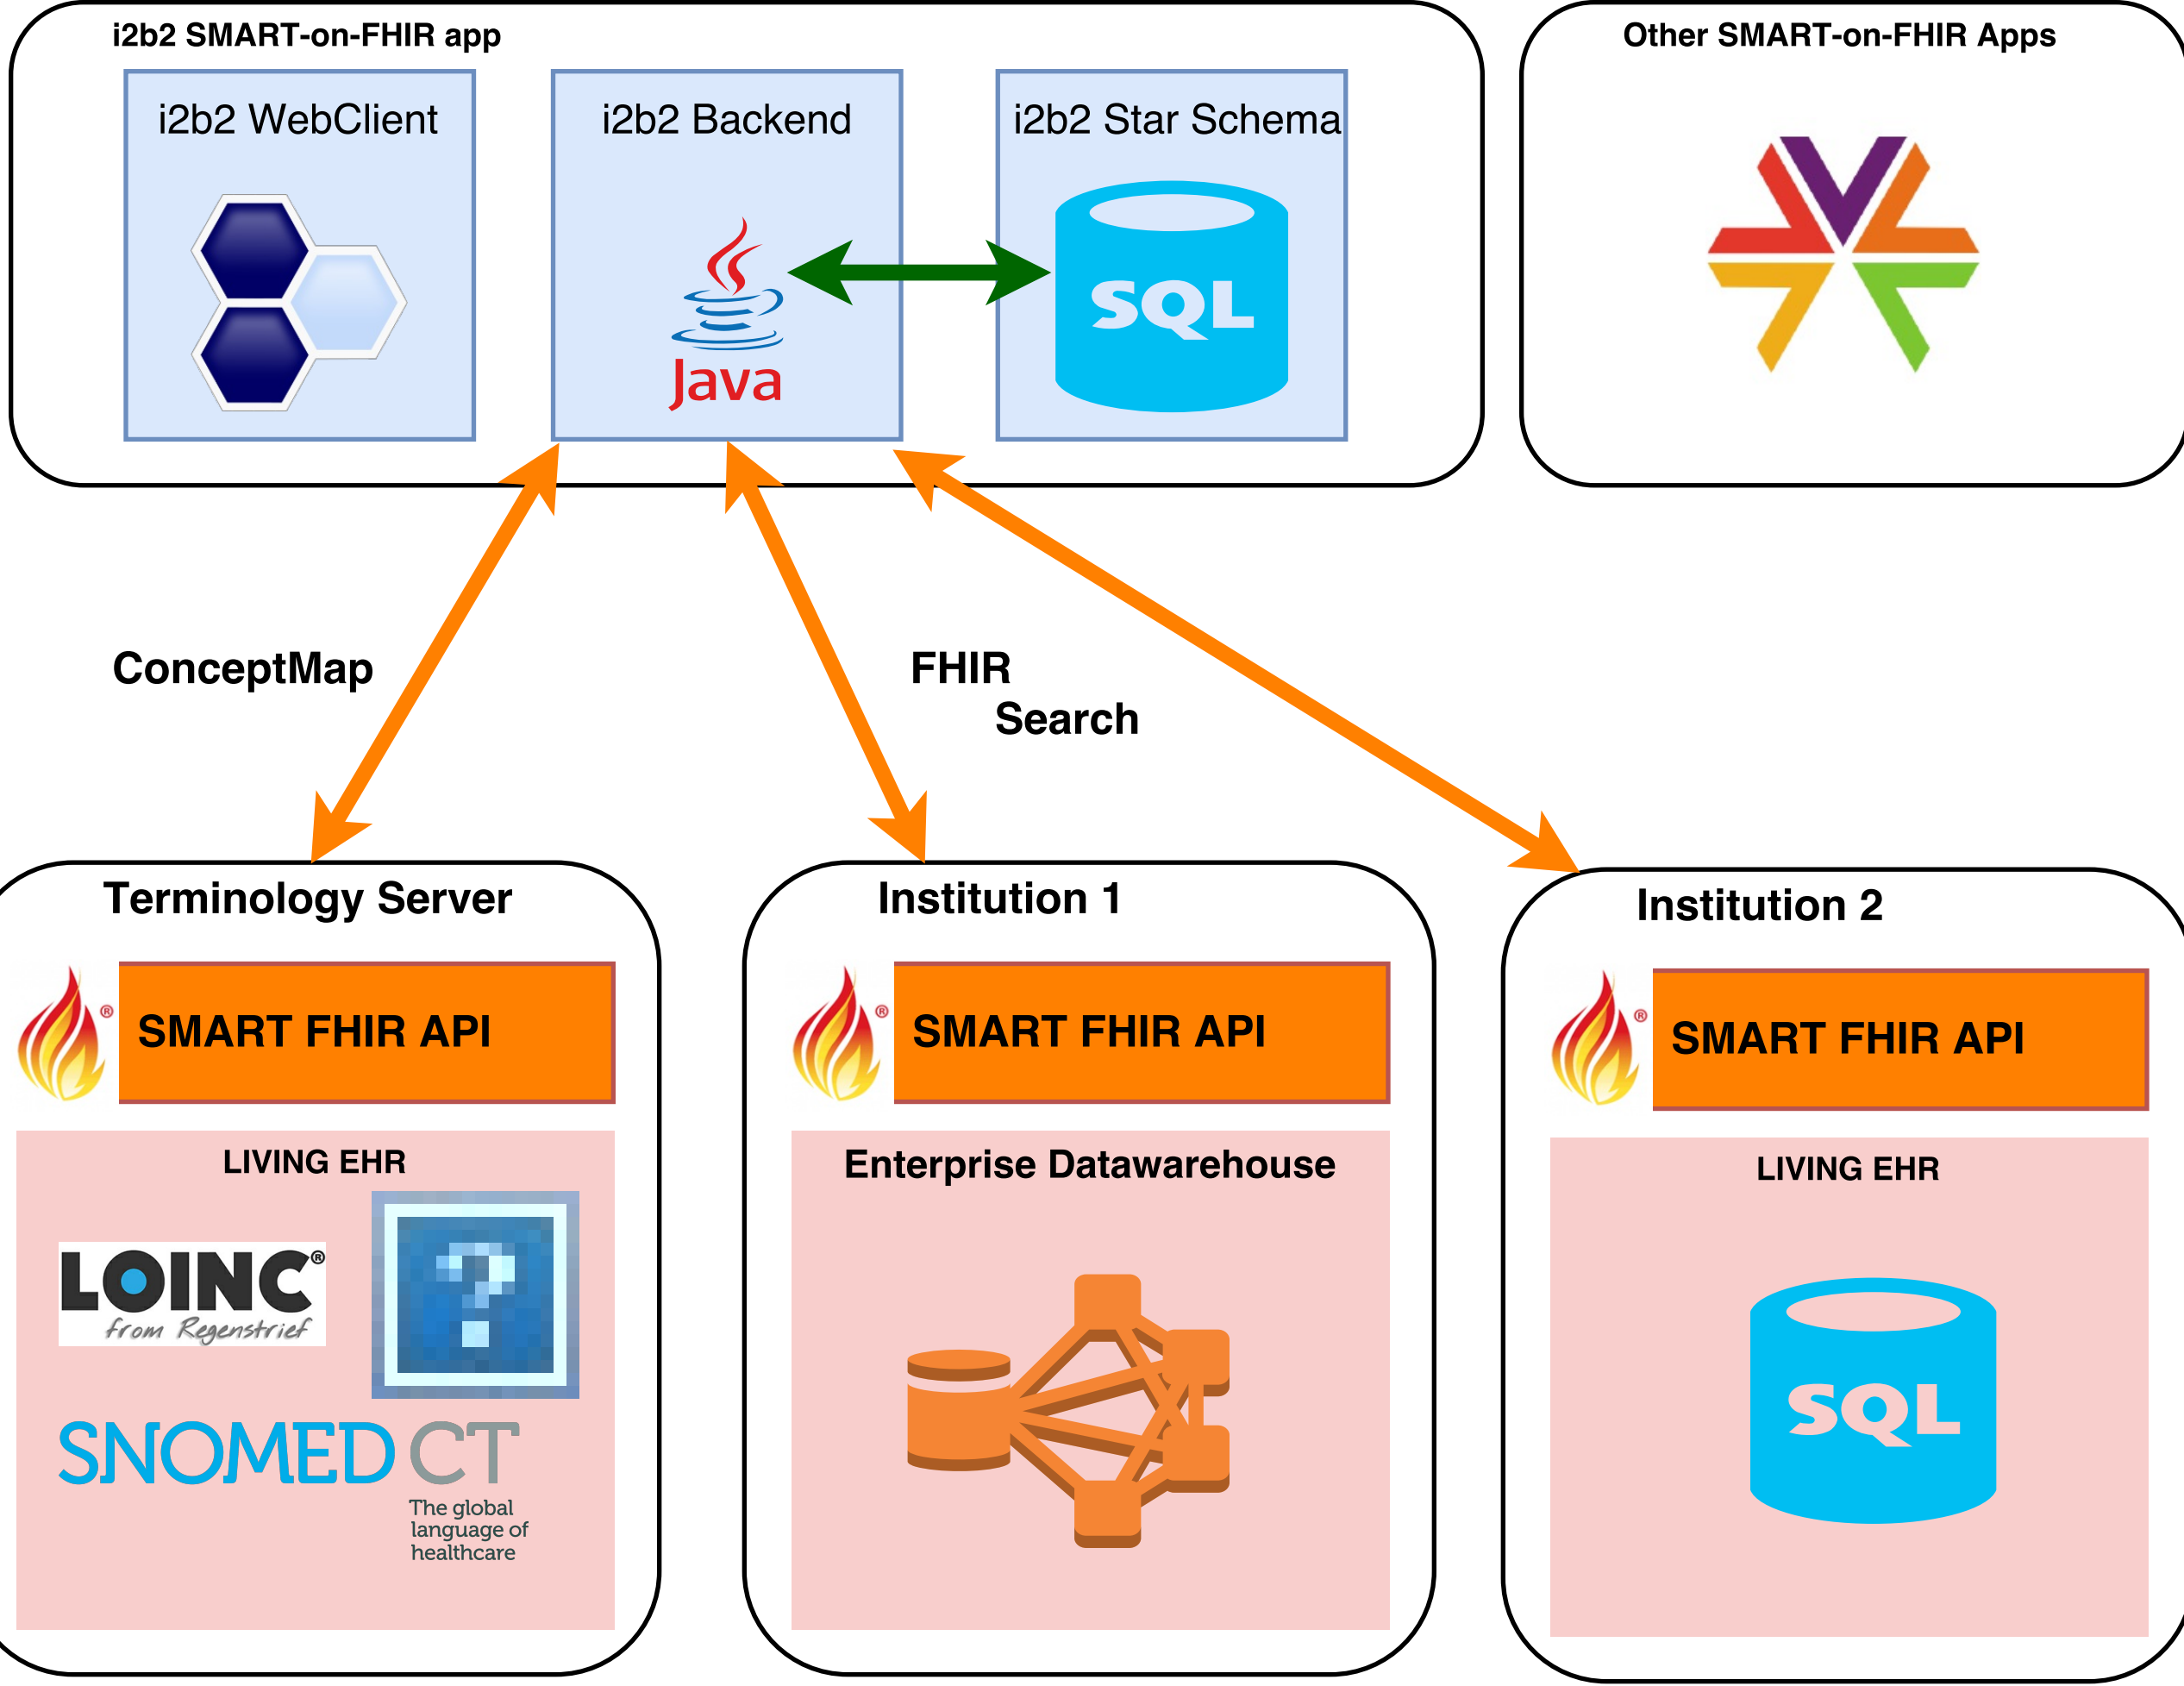 i2b2 SMART-on-FHIR app
Other SMART-on-FHIR Apps
i2b2 WebClient
i2b2 Backend
i2b2 Star Schema
SQL
Java
ConceptMap
FHIR
Search
Terminology Server
Institution 1
Institution 2
®
SMART FHIR API
®
SMART FHIR API
®
SMART FHIR API
LIVING EHR
Enterprise Datawarehouse
LIVING EHR
LOINC®
from Regenstrief
?
SNOMED CT
The global
language of
healthcare
SQL